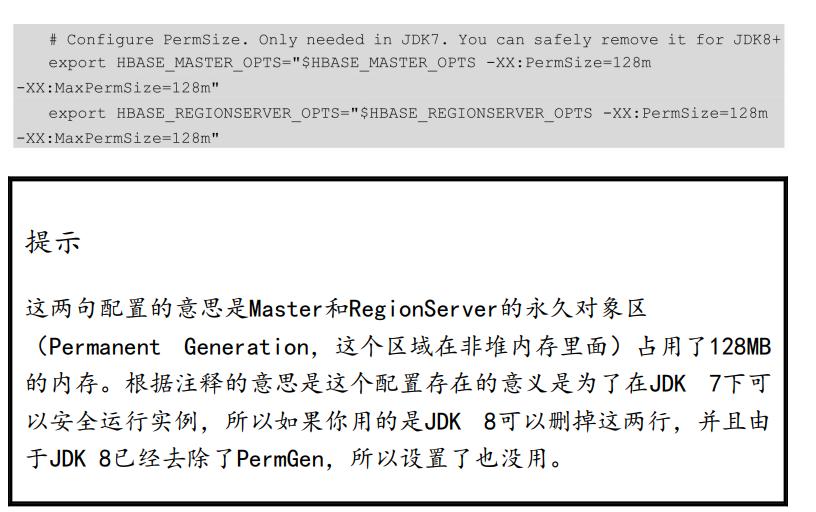 # Configure PermSize. Only needed in JDK7. You can safely remove it for JDK8+
export HBASE_MASTER_OPTS="$HBASE_MASTER_OPTS -XX:PermSize=128m
-XX:MaxPermSize=128m"
export HBASE_REGIONSERVER_OPTS="$HBASE_REGIONSERVER_OPTS -XX:PermSize=128m
-XX:MaxPermSize=128m"
提示
这两句配置的意思是Master和RegionServer的永久对象区
（Permanent Generation，这个区域在非堆内存里面）占用了128MB
的内存。根据注释的意思是这个配置存在的意义是为了在JDK 7下可
以安全运行实例，所以如果你用的是JDK 8可以删掉这两行，并且由
于JDK 8已经去除了PermGen，所以设置了也没用。